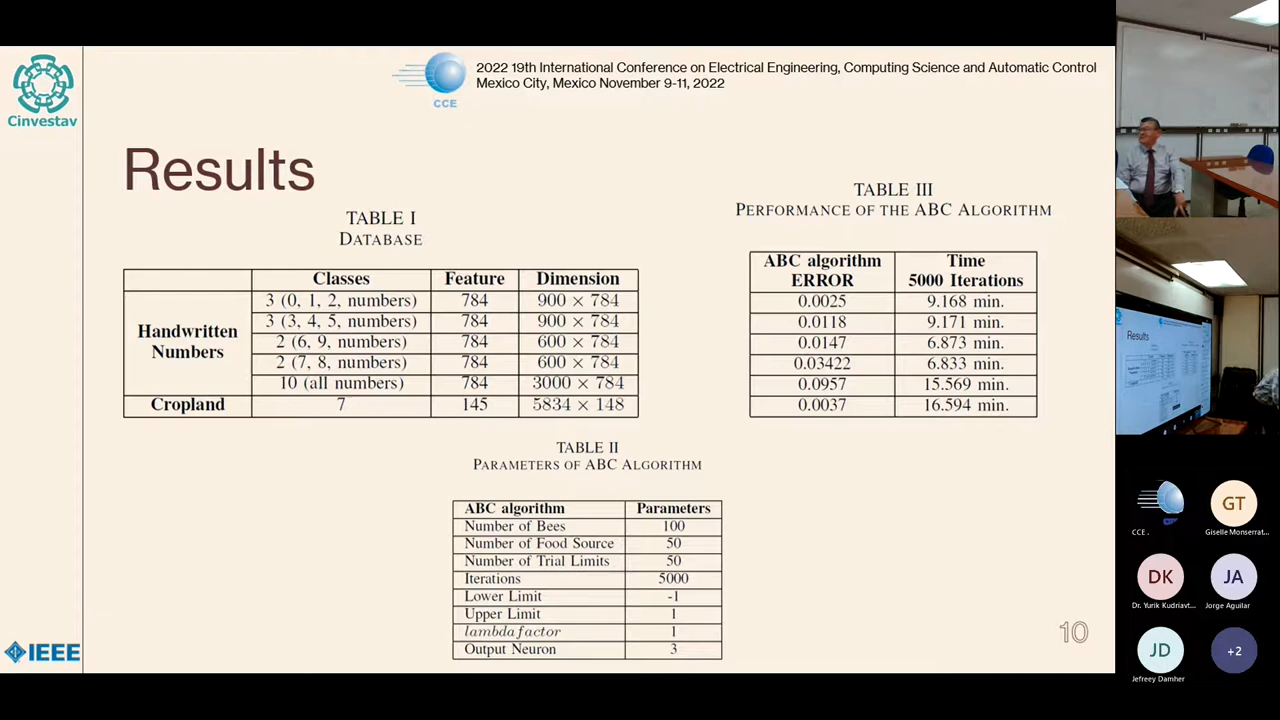 Cinvestav
CCE
2022 19th International Conference on Electrical Engineering, Computing Science and Automatic Control
Mexico City, Mexico November 9-11, 2022
Results
TABLE I
DATABASE
Classes Feature Dimension
Handwritten Numbers
3 (0, 1, 2, numbers) 784 900 × 784
3 (3, 4, 5, numbers) 784 900 × 784
2 (6, 9, numbers) 784 600 × 784
2 (7, 8, numbers) 784 600 × 784
10 (all numbers) 784 3000 × 784
Cropland 7 145 5834 × 148
TABLE III
PERFORMANCE OF THE ABC ALGORITHM
ABC algorithm Time
ERROR 5000 Iterations
0.0025 9.168 min.
0.0118 9.171 min.
0.0147 6.873 min.
0.03422 6.833 min.
0.0957 15.569 min.
0.0037 16.594 min.
TABLE II
PARAMETERS OF ABC ALGORITHM
ABC algorithm Parameters
Number of Bees 100
Number of Food Source 50
Number of Trial Limits 50
Iterations 5000
Lower Limit -1
Upper Limit 1
lambdafactor 1
Output Neuron 3
10
IEEE
Results
CCE .
GT
Giselle Monserrat...
DK
Dr. Yurik Kudriavt...
JA
Jorge Aguilar
JD
Jefreey Damher
+2